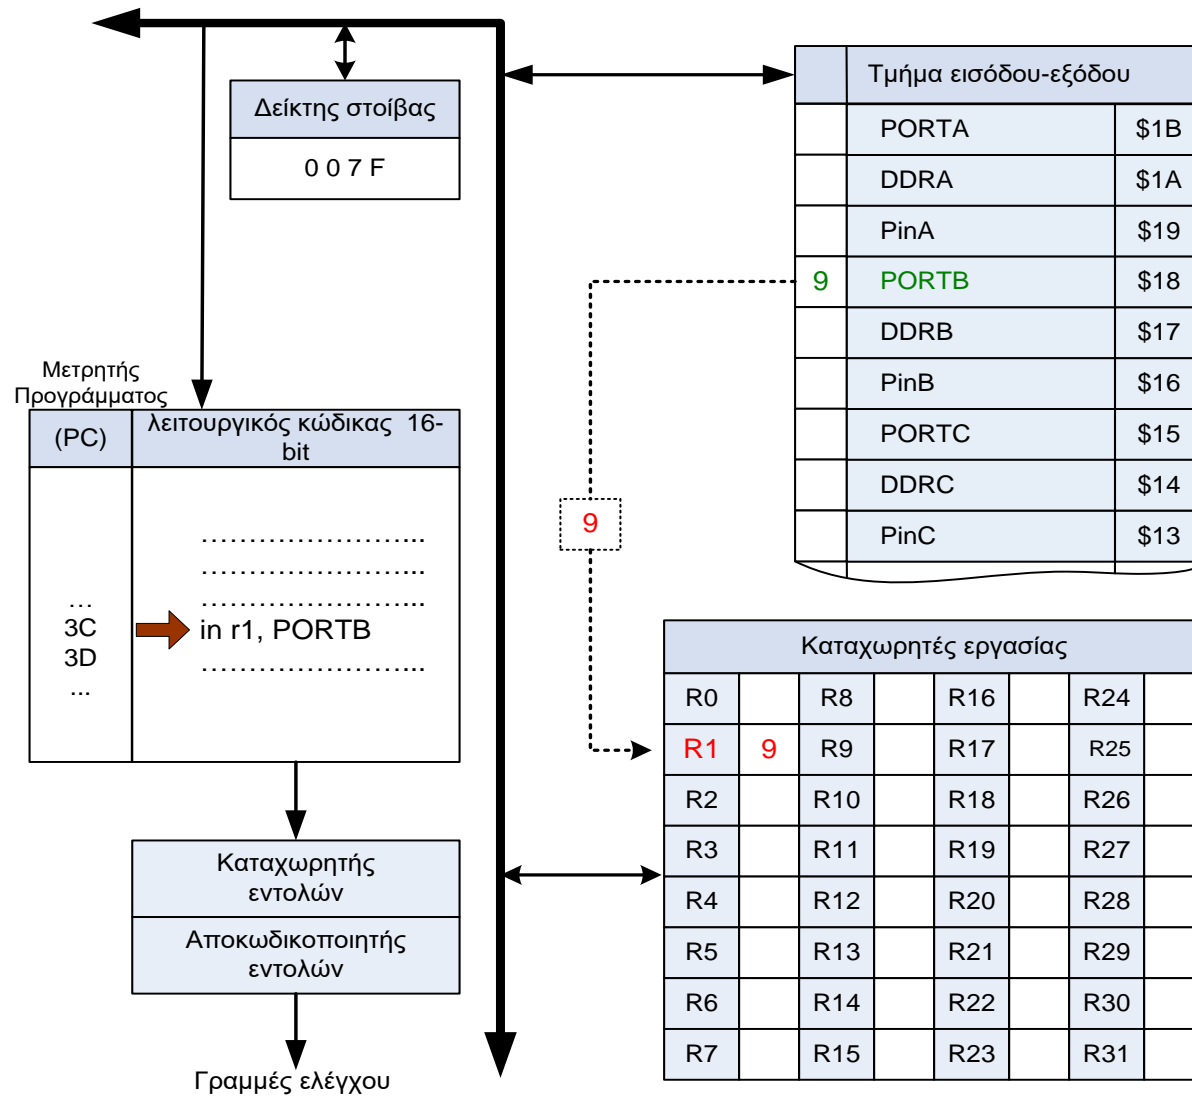 Δείκτης στοίβας
0 0 7 F
Τμήμα εισόδου-εξόδου
PORTA $1B
DDRA $1A
PinA $19
9 PORTB $18
DDRB $17
PinB $16
PORTC $15
DDRC $14
PinC $13
Μετρητής
Προγράμματος
(PC)
λειτουργικός κώδικας 16-
bit
……………………...
……………………...
……………………...
…
3C in r1, PORTB
3D ……………………...
...
9
Καταχωρητές εργασίας
R0 R8 R16 R24
R1 9 R9 R17 R25
R2 R10 R18 R26
R3 R11 R19 R27
R4 R12 R20 R28
R5 R13 R21 R29
R6 R14 R22 R30
R7 R15 R23 R31
Καταχωρητής
εντολών
Αποκωδικοποιητής
εντολών
Γραμμές ελέγχου